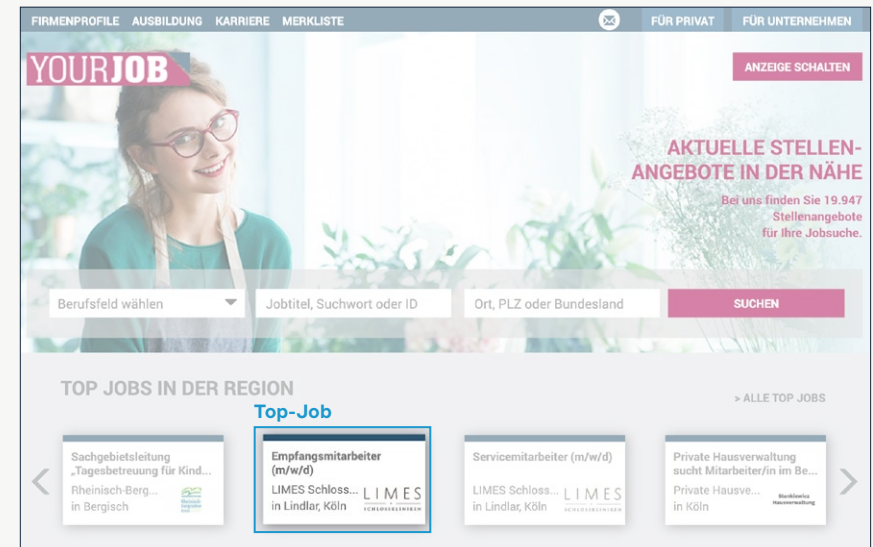 FIRMENPROFILE AUSBILDUNG KARRIERE MERKLISTE FÜR PRIVAT FÜR UNTERNEHMEN
YOURJOB
ANZEIGE SCHALTEN
AKTUELLE STELLEN-
ANGEBOTE IN DER NÄHE
Bei uns finden Sie 19.947
Stellenangebote
für Ihre Jobsuche.
Berufsfeld wählen
Jobtitel, Suchwort oder ID
Ort, PLZ oder Bundesland
SUCHEN
TOP JOBS IN DER REGION
> ALLE TOP JOBS
Top-Job
Sachgebietsleitung
„Tagesbetreuung für Kind...
Rheinisch-Berg...
in Bergisch
Empfangsmitarbeiter
(m/w/d)
LIMES Schloss...
in Lindlar, Köln
LIMES
SCHLOSSKLINIKEN
Servicemitarbeiter (m/w/d)
LIMES Schloss...
in Lindlar, Köln
LIMES
SCHLOSSKLINIKEN
Private Hausverwaltung
sucht Mitarbeiter/in im Be...
Private Hausve...
in Köln
Hausverwaltung